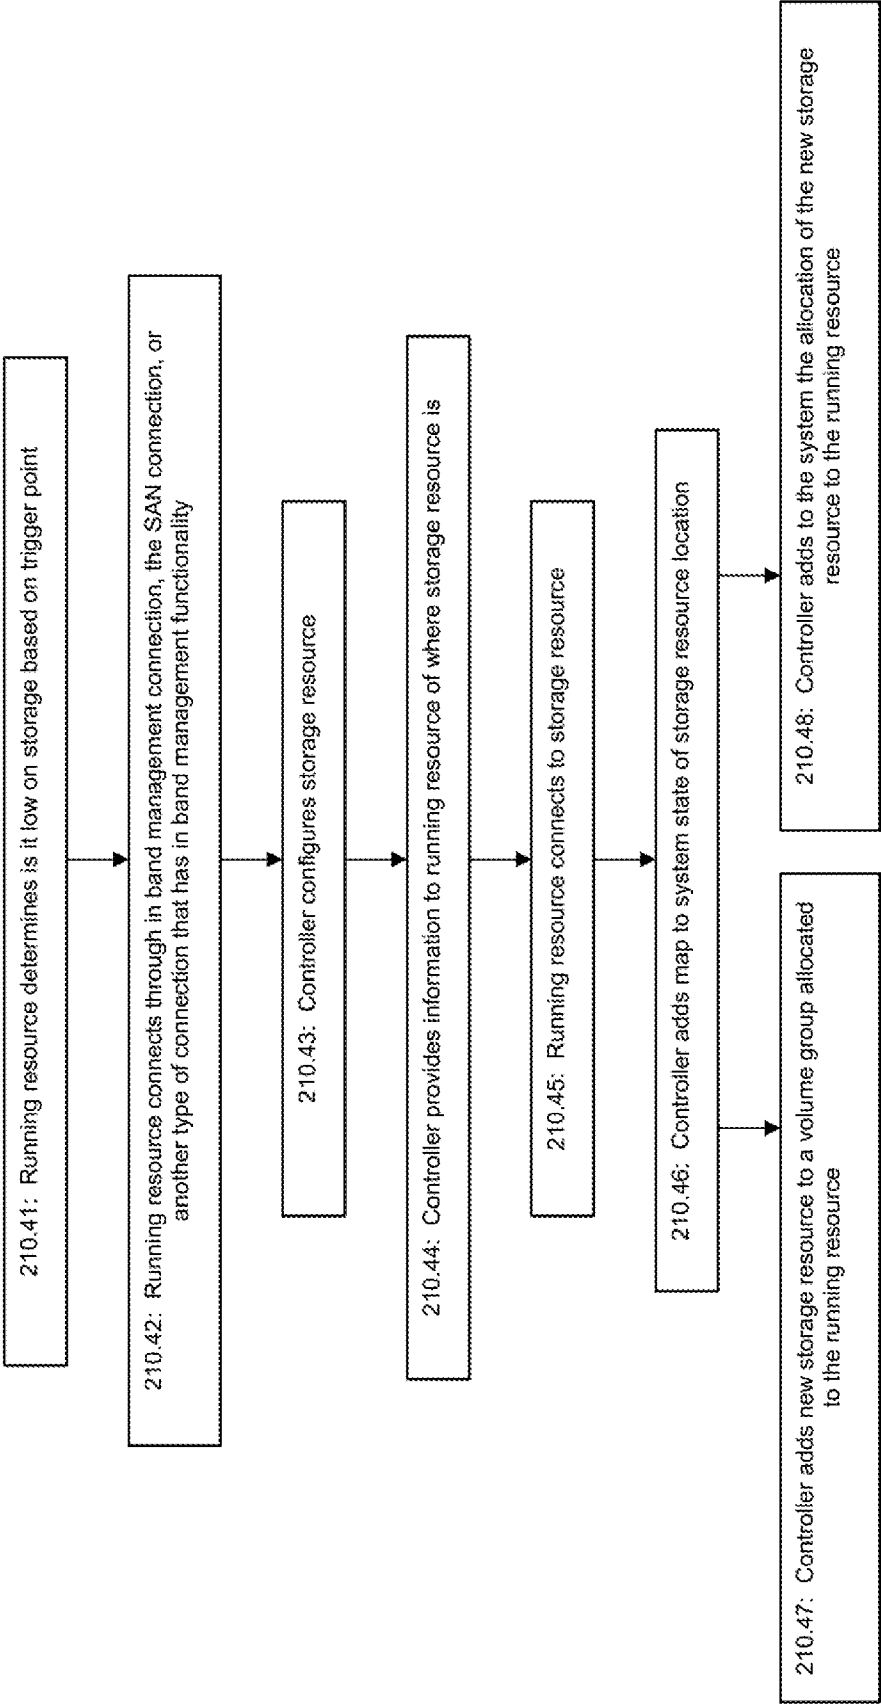 210.41: Running resource determines is it low on storage based on trigger point
210.42: Running resource connects through in band management connection, the SAN connection, or
another type of connection that has in band management functionality
210.43: Controller configures storage resource
210.44: Controller provides information to running resource of where storage resource is
210.45: Running resource connects to storage resource
210.46: Controller adds map to system state of storage resource location
210.47: Controller adds new storage resource to a volume group allocated
to the running resource
210.48: Controller adds to the system the allocation of the new storage
resource to the running resource